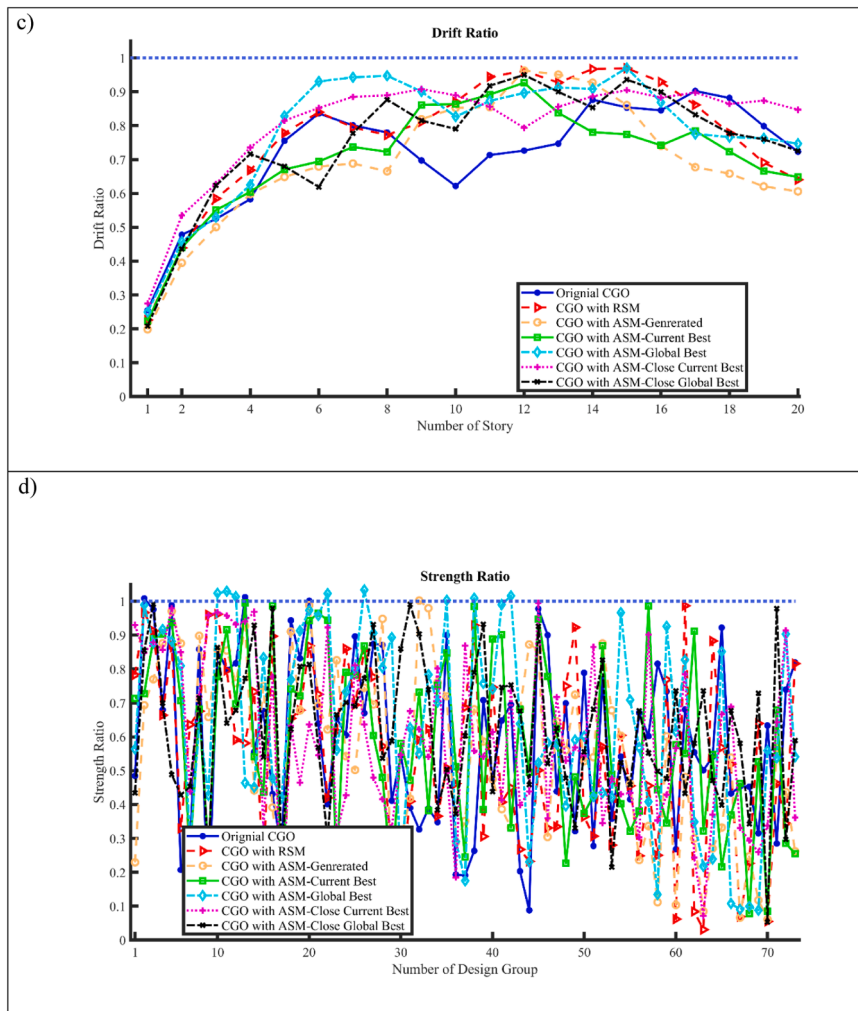 c)
Drift Ratio
1
0.9
0.8
0.7
0.6
0.5
0.4
0.3
0.2
0.1
0
Drift Ratio
Orignial CGO
CGO with RSM
CGO with ASM-Genrerated
CGO with ASM-Current Best
CGO with ASM-Global Best
CGO with ASM-Close Current Best
CGO with ASM-Close Global Best
1 2 4 6 8 10 12 14 16 18 20
Number of Story
d)
Strength Ratio
1
0.9
0.8
0.7
0.6
0.5
0.4
0.3
0.2
0.1
0
Strength Ratio
Orignial CGO
CGO with RSM
CGO with ASM-Genrerated
CGO with ASM-Current Best
CGO with ASM-Global Best
CGO with ASM-Close Current Best
CGO with ASM-Close Global Best
1 10 20 30 40 50 60 70
Number of Design Group